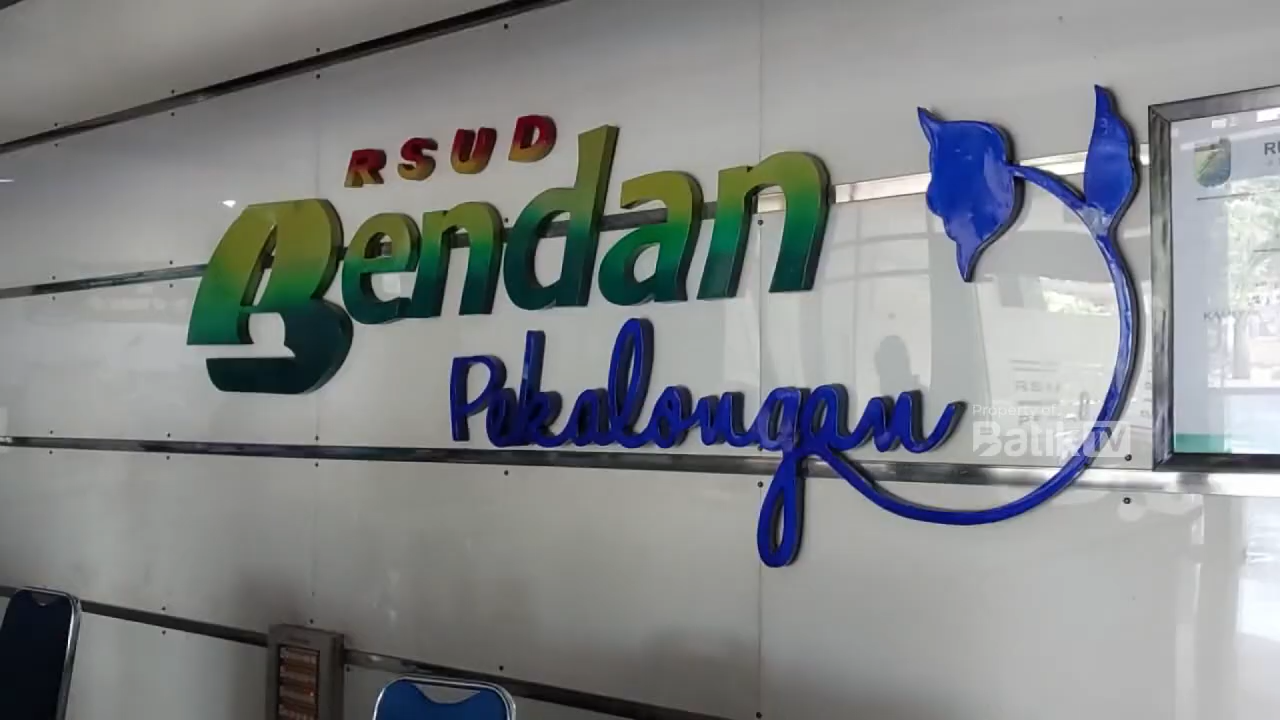 RSUD
Bendan
Pekalongan
Property of
BatikTV